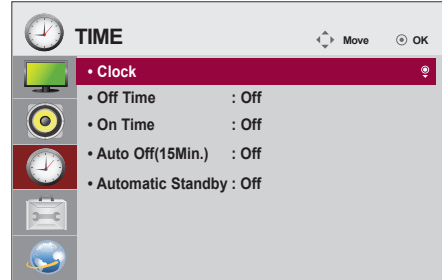 TIME
Move
OK
• Clock
• Off Time : Off
• On Time : Off
• Auto Off(15Min.) : Off
• Automatic Standby : Off